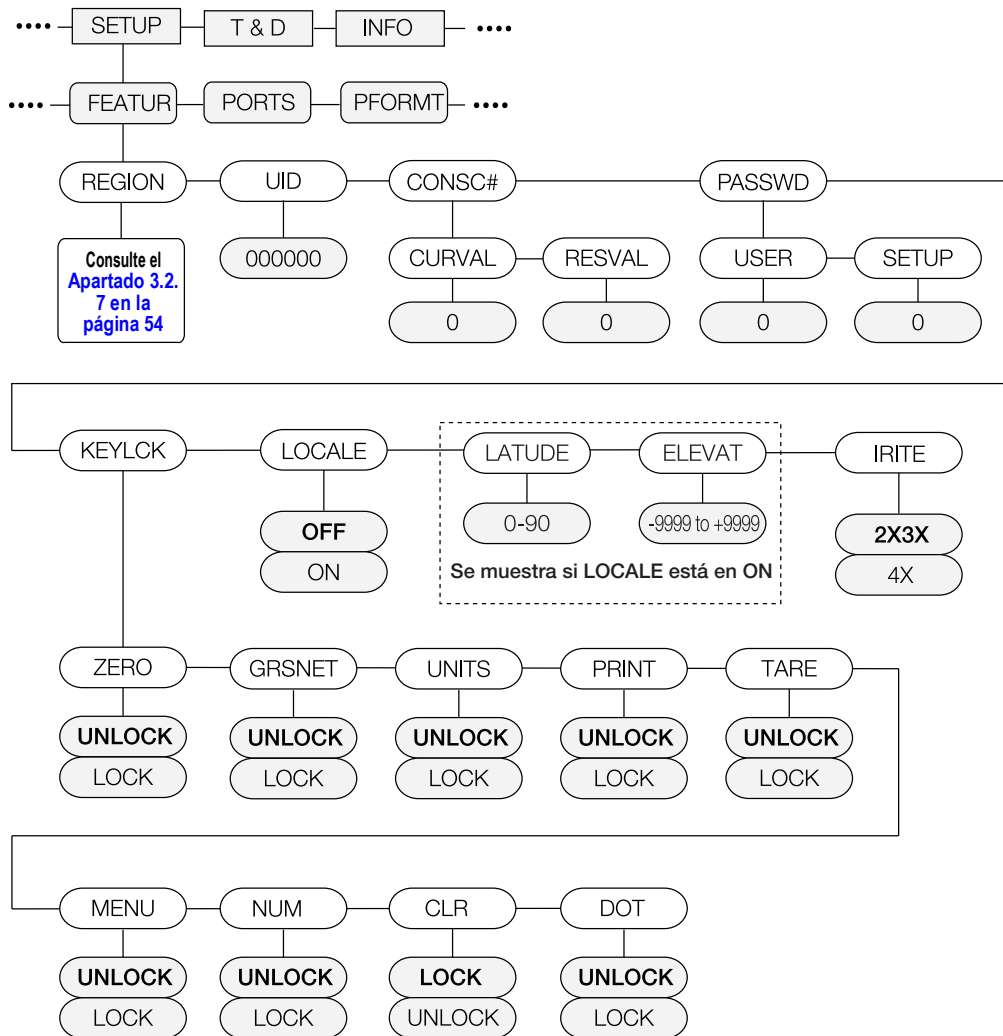 •••• SETUP T & D INFO ••••
•••• FEATUR PORTS PFORMT ••••
REGION UID CONSC# PASSWD
Consulte el
Apartado 3.2.
7 en la
página 54
000000
CURVAL RESVAL USER SETUP
0 0 0 0
KEYLCK LOCALE LATUDE ELEVAT IRITE
OFF
ON
0-90 -9999 to +9999
Se muestra si LOCALE está en ON
2X3X
4X
ZERO GRSNET UNITS PRINT TARE
UNLOCK UNLOCK UNLOCK UNLOCK UNLOCK
LOCK LOCK LOCK LOCK LOCK
MENU NUM CLR DOT
UNLOCK UNLOCK LOCK UNLOCK
LOCK LOCK UNLOCK LOCK